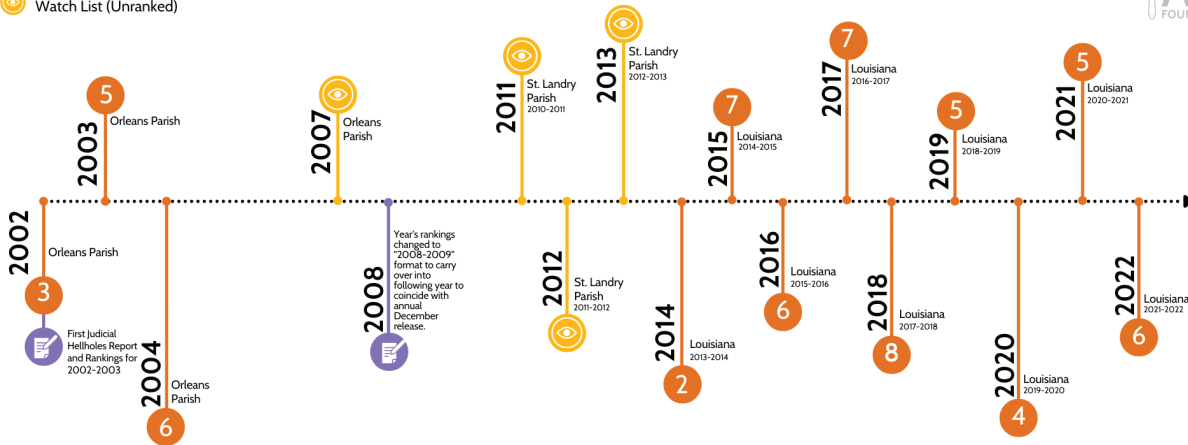 Watch List (Unranked)
FOUN
2002
Orleans Parish
3
First Judicial
Hellholes Report
and Rankings for
2002-2003
2003
5
Orleans Parish
2004
Orleans
Parish
6
2007
Orleans
Parish
2008
Year's rankings
changed to
"2008-2009"
format to carry
over into
following year to
coincide with
annual
December
release.
2011
St. Landry
Parish
2010-2011
2012
St. Landry
Parish
2011-2012
2013
St. Landry
Parish
2012-2013
2014
Louisiana
2013-2014
2
2015
7
Louisiana
2014-2015
2016
Louisiana
2015-2016
6
2017
7
Louisiana
2016-2017
2018
Louisiana
2017-2018
8
2019
5
Louisiana
2018-2019
2020
Louisiana
2019-2020
4
2021
5
Louisiana
2020-2021
2022
Louisiana
2021-2022
6